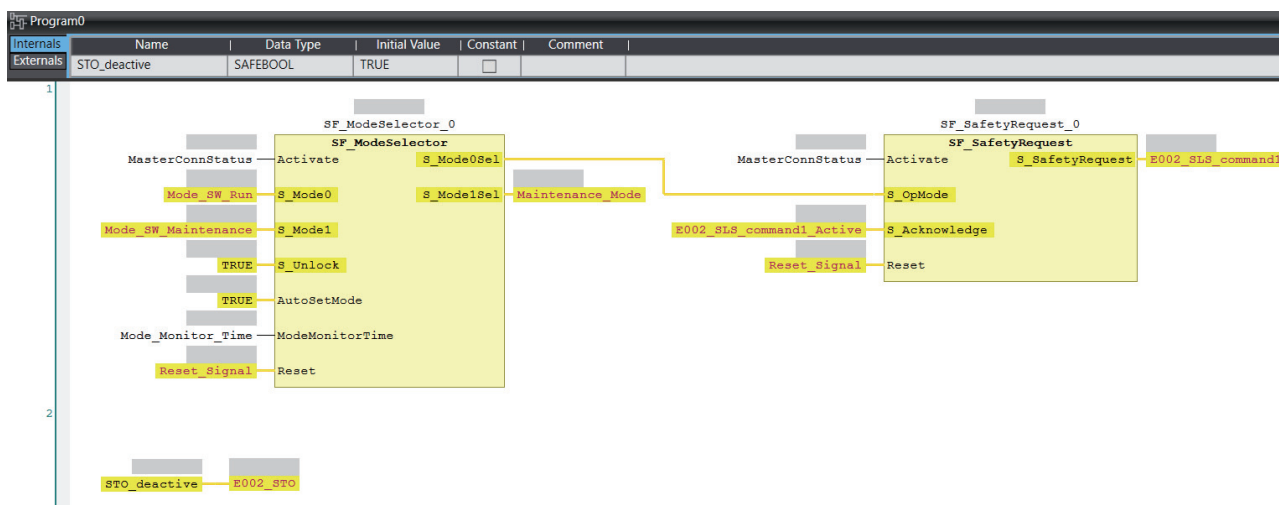 Program0
Internals Name Data Type Initial Value Constant Comment
Externals STO_deactive SAFEBOOL TRUE
1
SF_ModeSelector_0 SF_SafetyRequest_0
SF_ModeSelector SF_SafetyRequest
MasterConnStatus Activate S_Mode0Sel MasterConnStatus Activate S_SafetyRequest E002_SLS_command1
Mode_SW_Run S_Mode0 S_Mode1Sel Maintenance_Mode S_OpMode
Mode_SW_Maintenance S_Mode1 E002_SLS_command1_Active S_Acknowledge
TRUE S_Unlock Reset_Signal Reset
TRUE AutoSetMode
Mode_Monitor_Time ModeMonitorTime
Reset_Signal Reset
2
STO_deactive E002_STO